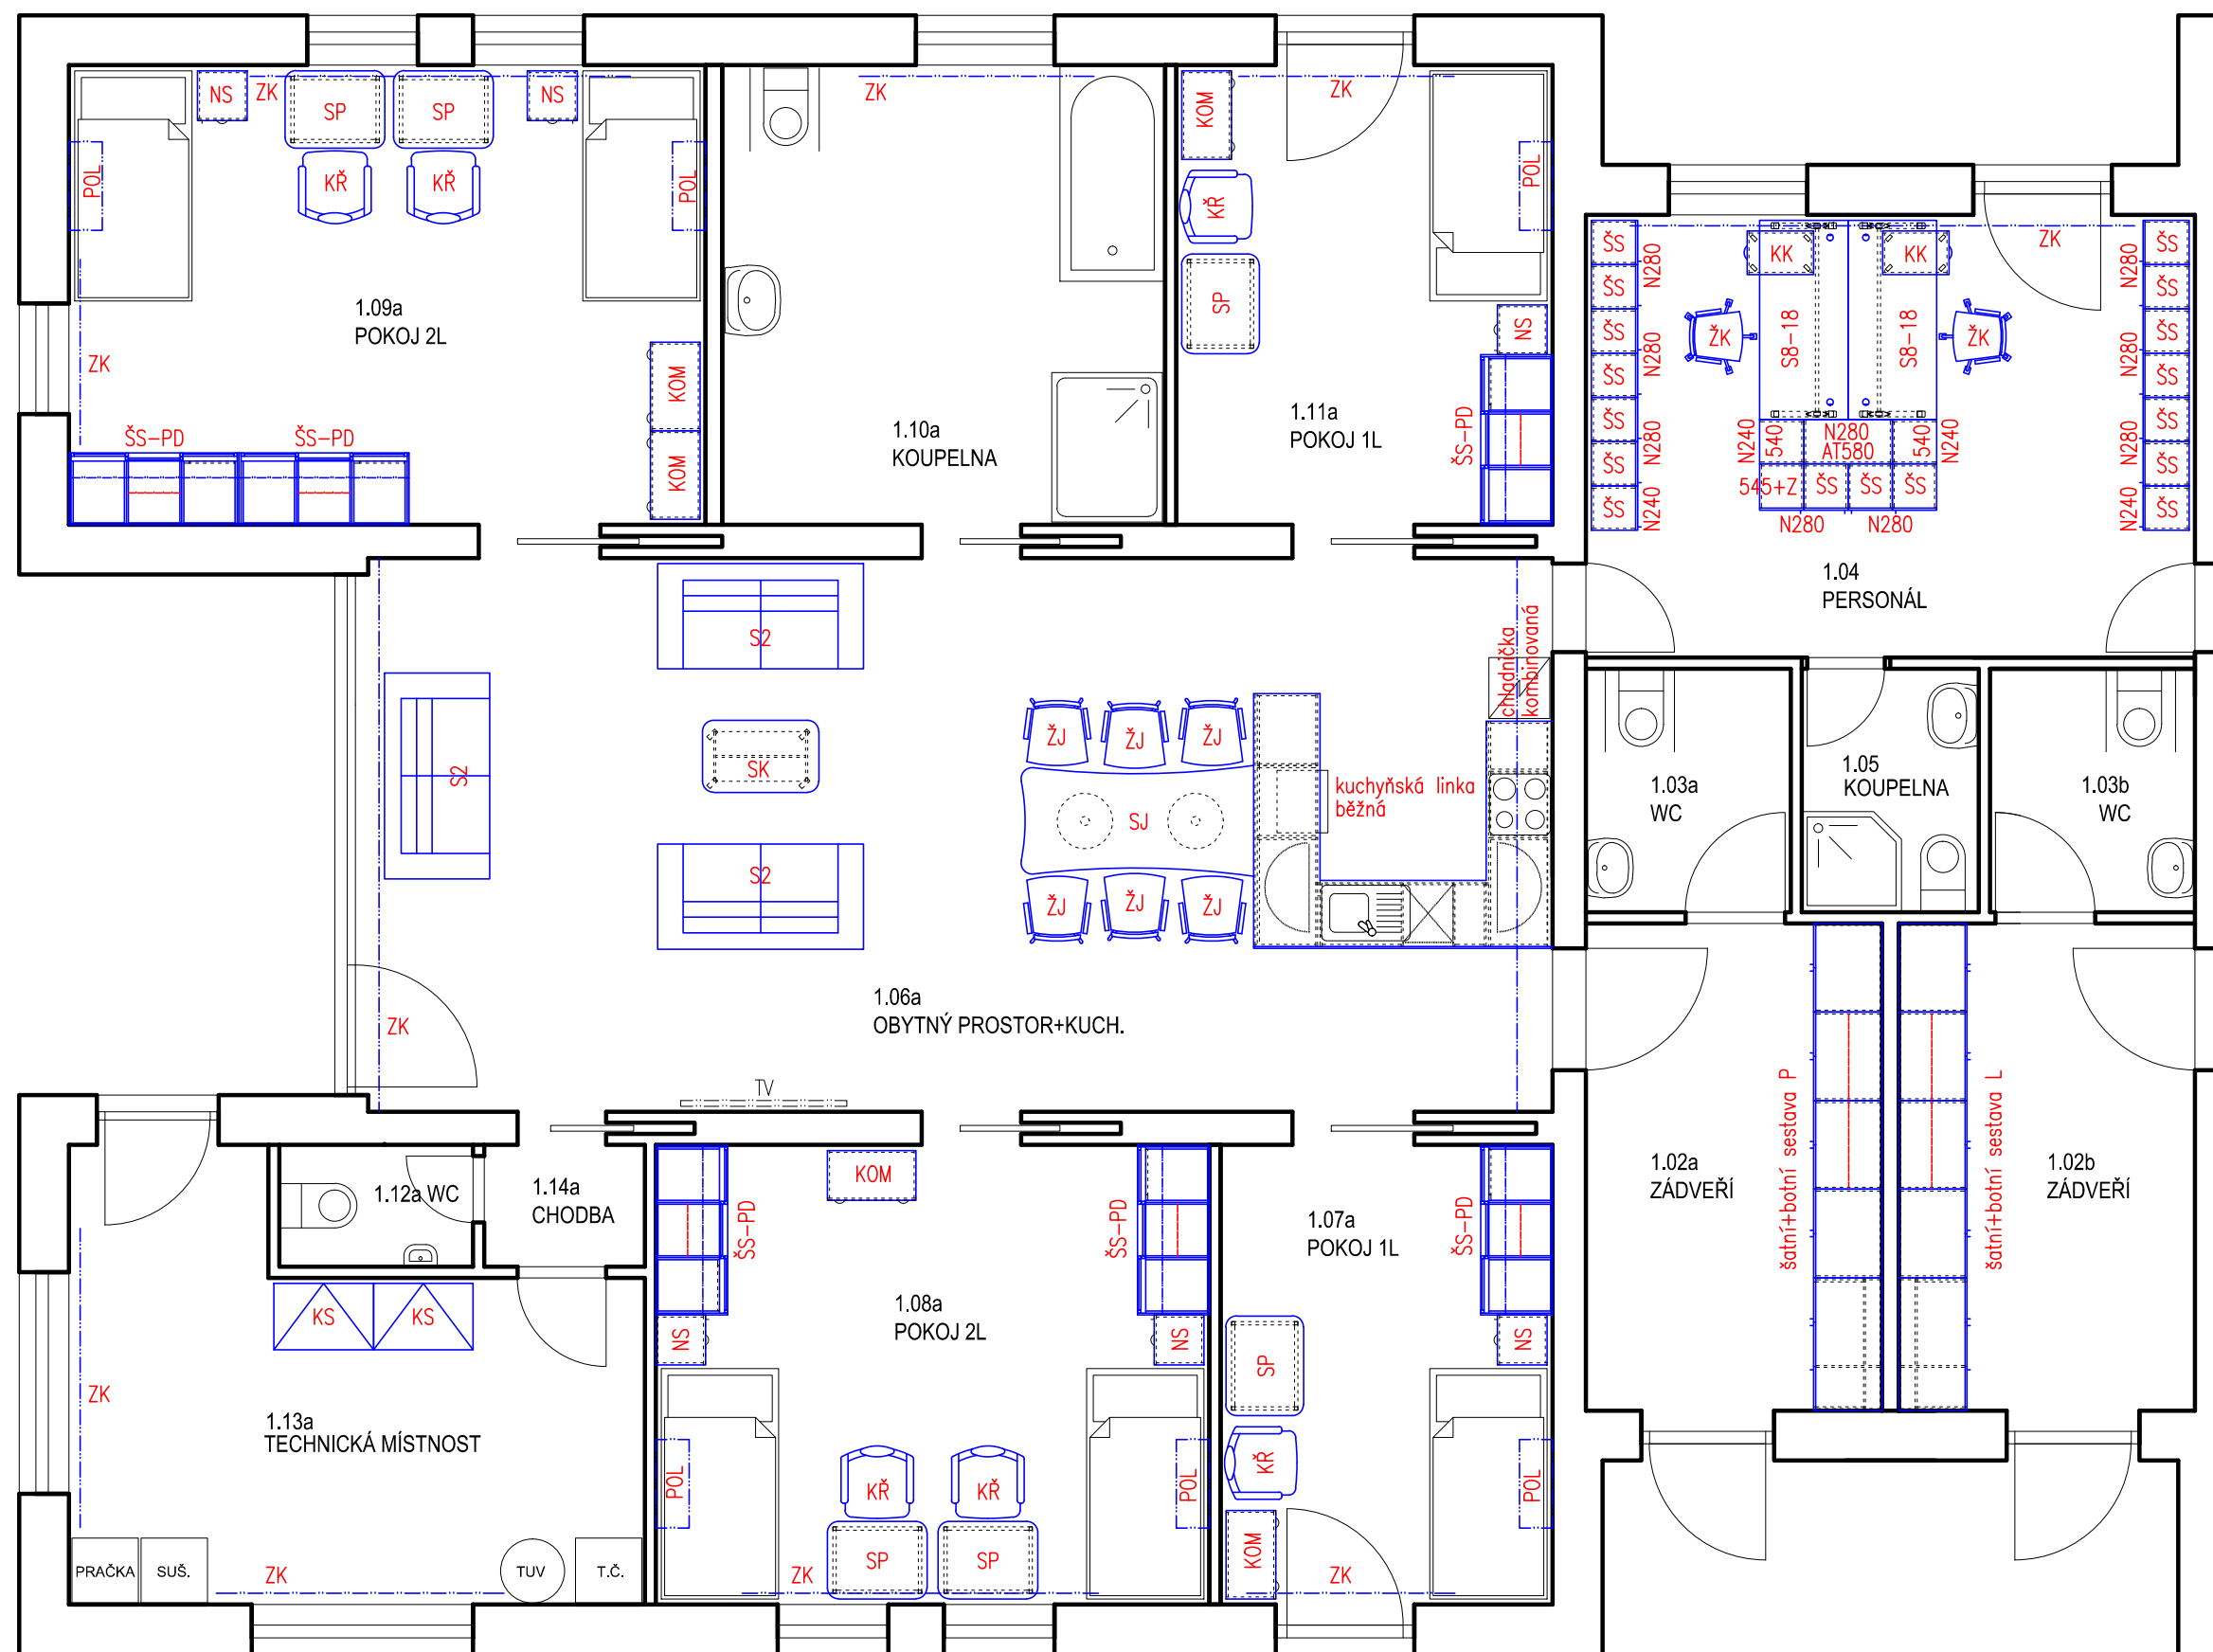 NS
ZK
SP
SP
NS
POL
KŘ
KŘ
POL
1.09a
POKOJ 2L
ZK
KOM
KOM
ŠS-PD
ŠS-PD
ZK
1.10a
KOUPELNA
KOM
ZK
KŘ
POL
SP
NS
1.11a
POKOJ 1L
ŠS-PD
ŠS
ŠS
ŠS
ŠS
ŠS
ŠS
ŠS
N280
N280
N280
N240
KK
KK
ZK
ŽK
S8-18
S8-18
ŽK
N240
540
N280
AT580
540
N240
545+Z
ŠS
ŠS
ŠS
N280
N280
N280
N280
N280
N240
ŠS
ŠS
ŠS
ŠS
ŠS
ŠS
ŠS
1.04
PERSONÁL
S2
S2
SK
S2
ŽJ
ŽJ
ŽJ
SJ
ŽJ
ŽJ
ŽJ
chladnička
kombinovaná
kuchyňská linka
běžná
1.03a
WC
1.05
KOUPELNA
1.03b
WC
ZK
1.06a
OBYTNÝ PROSTOR+KUCH.
TV
1.12a WC
1.14a
CHODBA
KS
KS
ZK
1.13a
TECHNICKÁ MÍSTNOST
PRAČKA
SUŠ.
ZK
TUV
T.Č.
KOM
ŠS-PD
ŠS-PD
NS
NS
1.08a
POKOJ 2L
POL
KŘ
KŘ
POL
ZK
SP
SP
1.07a
POKOJ 1L
ŠS-PD
NS
SP
KŘ
POL
KOM
ZK
1.02a
ZÁDVEŘÍ
šatní+botní sestava P
šatní+botní sestava L
1.02b
ZÁDVEŘÍ